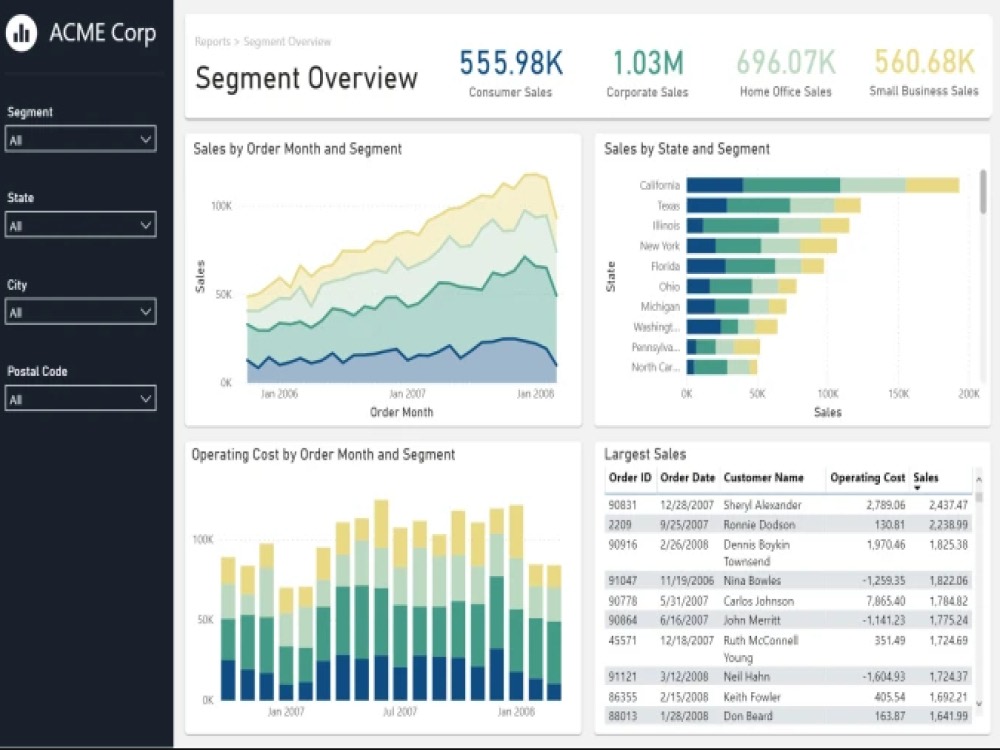 ACME Corp
Segment
All
State
All
City
All
Postal Code
All
Reports > Segment Overview
Segment Overview
555.98K
Consumer Sales
1.03M
Corporate Sales
696.07K
Home Office Sales
560.68K
Small Business Sales
Sales by Order Month and Segment
Sales
100K
50K
0K
Jan 2006 Jan 2007 Jan 2008
Order Month
Sales by State and Segment
State
California
Texas
Illinois
New York
Florida
Ohio
Michigan
Washingt...
Pennsylva...
North Car...
0K 50K 100K 150K 200K
Sales
Operating Cost by Order Month and Segment
100K
50K
0K
Jan 2007 Jul 2007 Jan 2008
Largest Sales
Order ID Order Date Customer Name Operating Cost Sales
90831 12/28/2007 Sheryl Alexander 2,789.06 2,437.47
2209 9/25/2007 Ronnie Dodson 130.81 2,238.99
90916 2/26/2008 Dennis Boykin 1,970.46 1,825.38
Townsend
91047 11/19/2006 Nina Bowles -1,259.35 1,822.06
90778 5/31/2007 Carlos Johnson 7,865.40 1,784.82
90864 6/16/2007 John Merritt -1,141.23 1,775.24
45571 12/18/2007 Ruth McConnell 351.49 1,724.69
Young
91121 3/12/2008 Neil Hahn -1,604.93 1,724.37
86355 2/15/2008 Keith Fowler 405.54 1,692.21
88013 1/28/2008 Don Beard 163.87 1,641.99